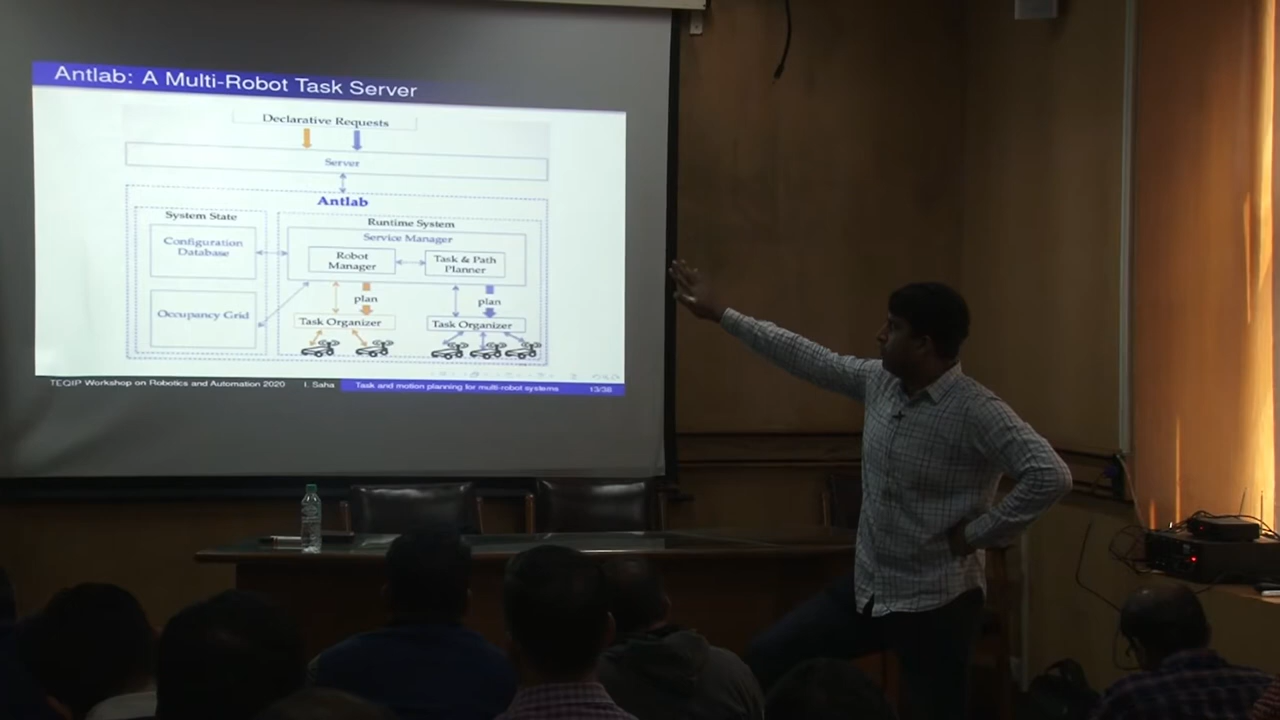 Antlab: A Multi-Robot Task Server
Declarative Requests
Server
Antlab
System State
Runtime System
Configuration
Database
Service Manager
Robot
Manager
Task & Path
Planner
Occupancy Grid
plan
plan
Task Organizer
Task Organizer
TEQIP Workshop on Robotics and Automation 2020
I. Saha
Task and motion planning for multi-robot systems
13/38